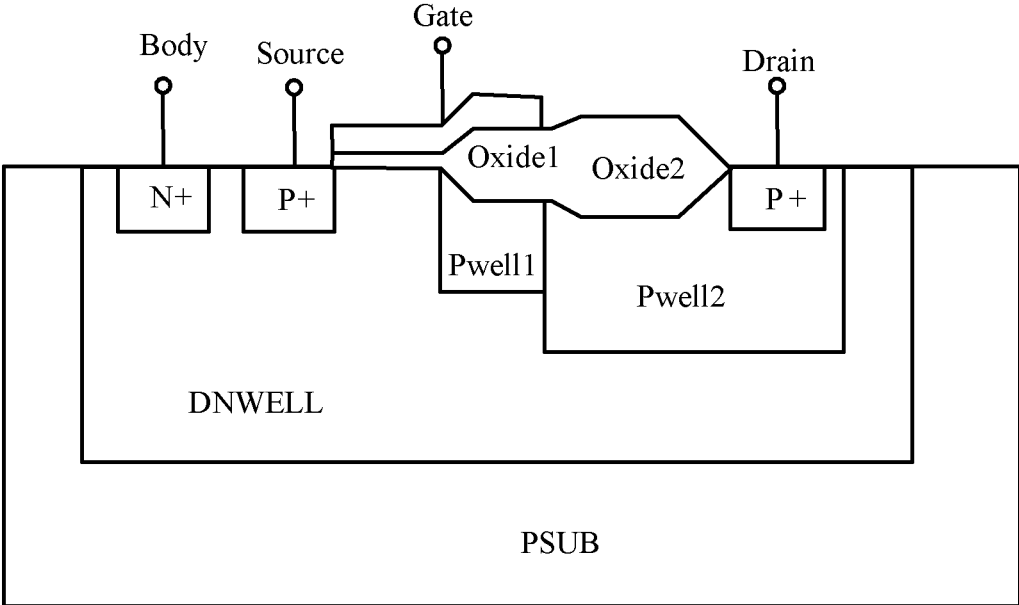 Gate
Body
Source
Drain
Oxide1
Oxide2
N+
P+
P +
Pwell1
Pwell2
DNWELL
PSUB